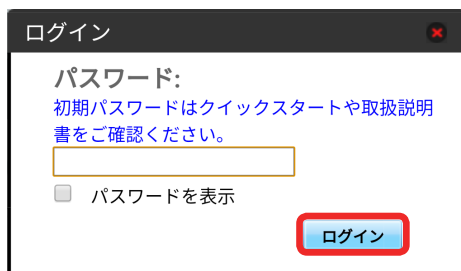 ログイン
パスワード:
初期パスワードはクイックスタートや取扱説明
書をご確認ください。
パスワードを表示
ログイン